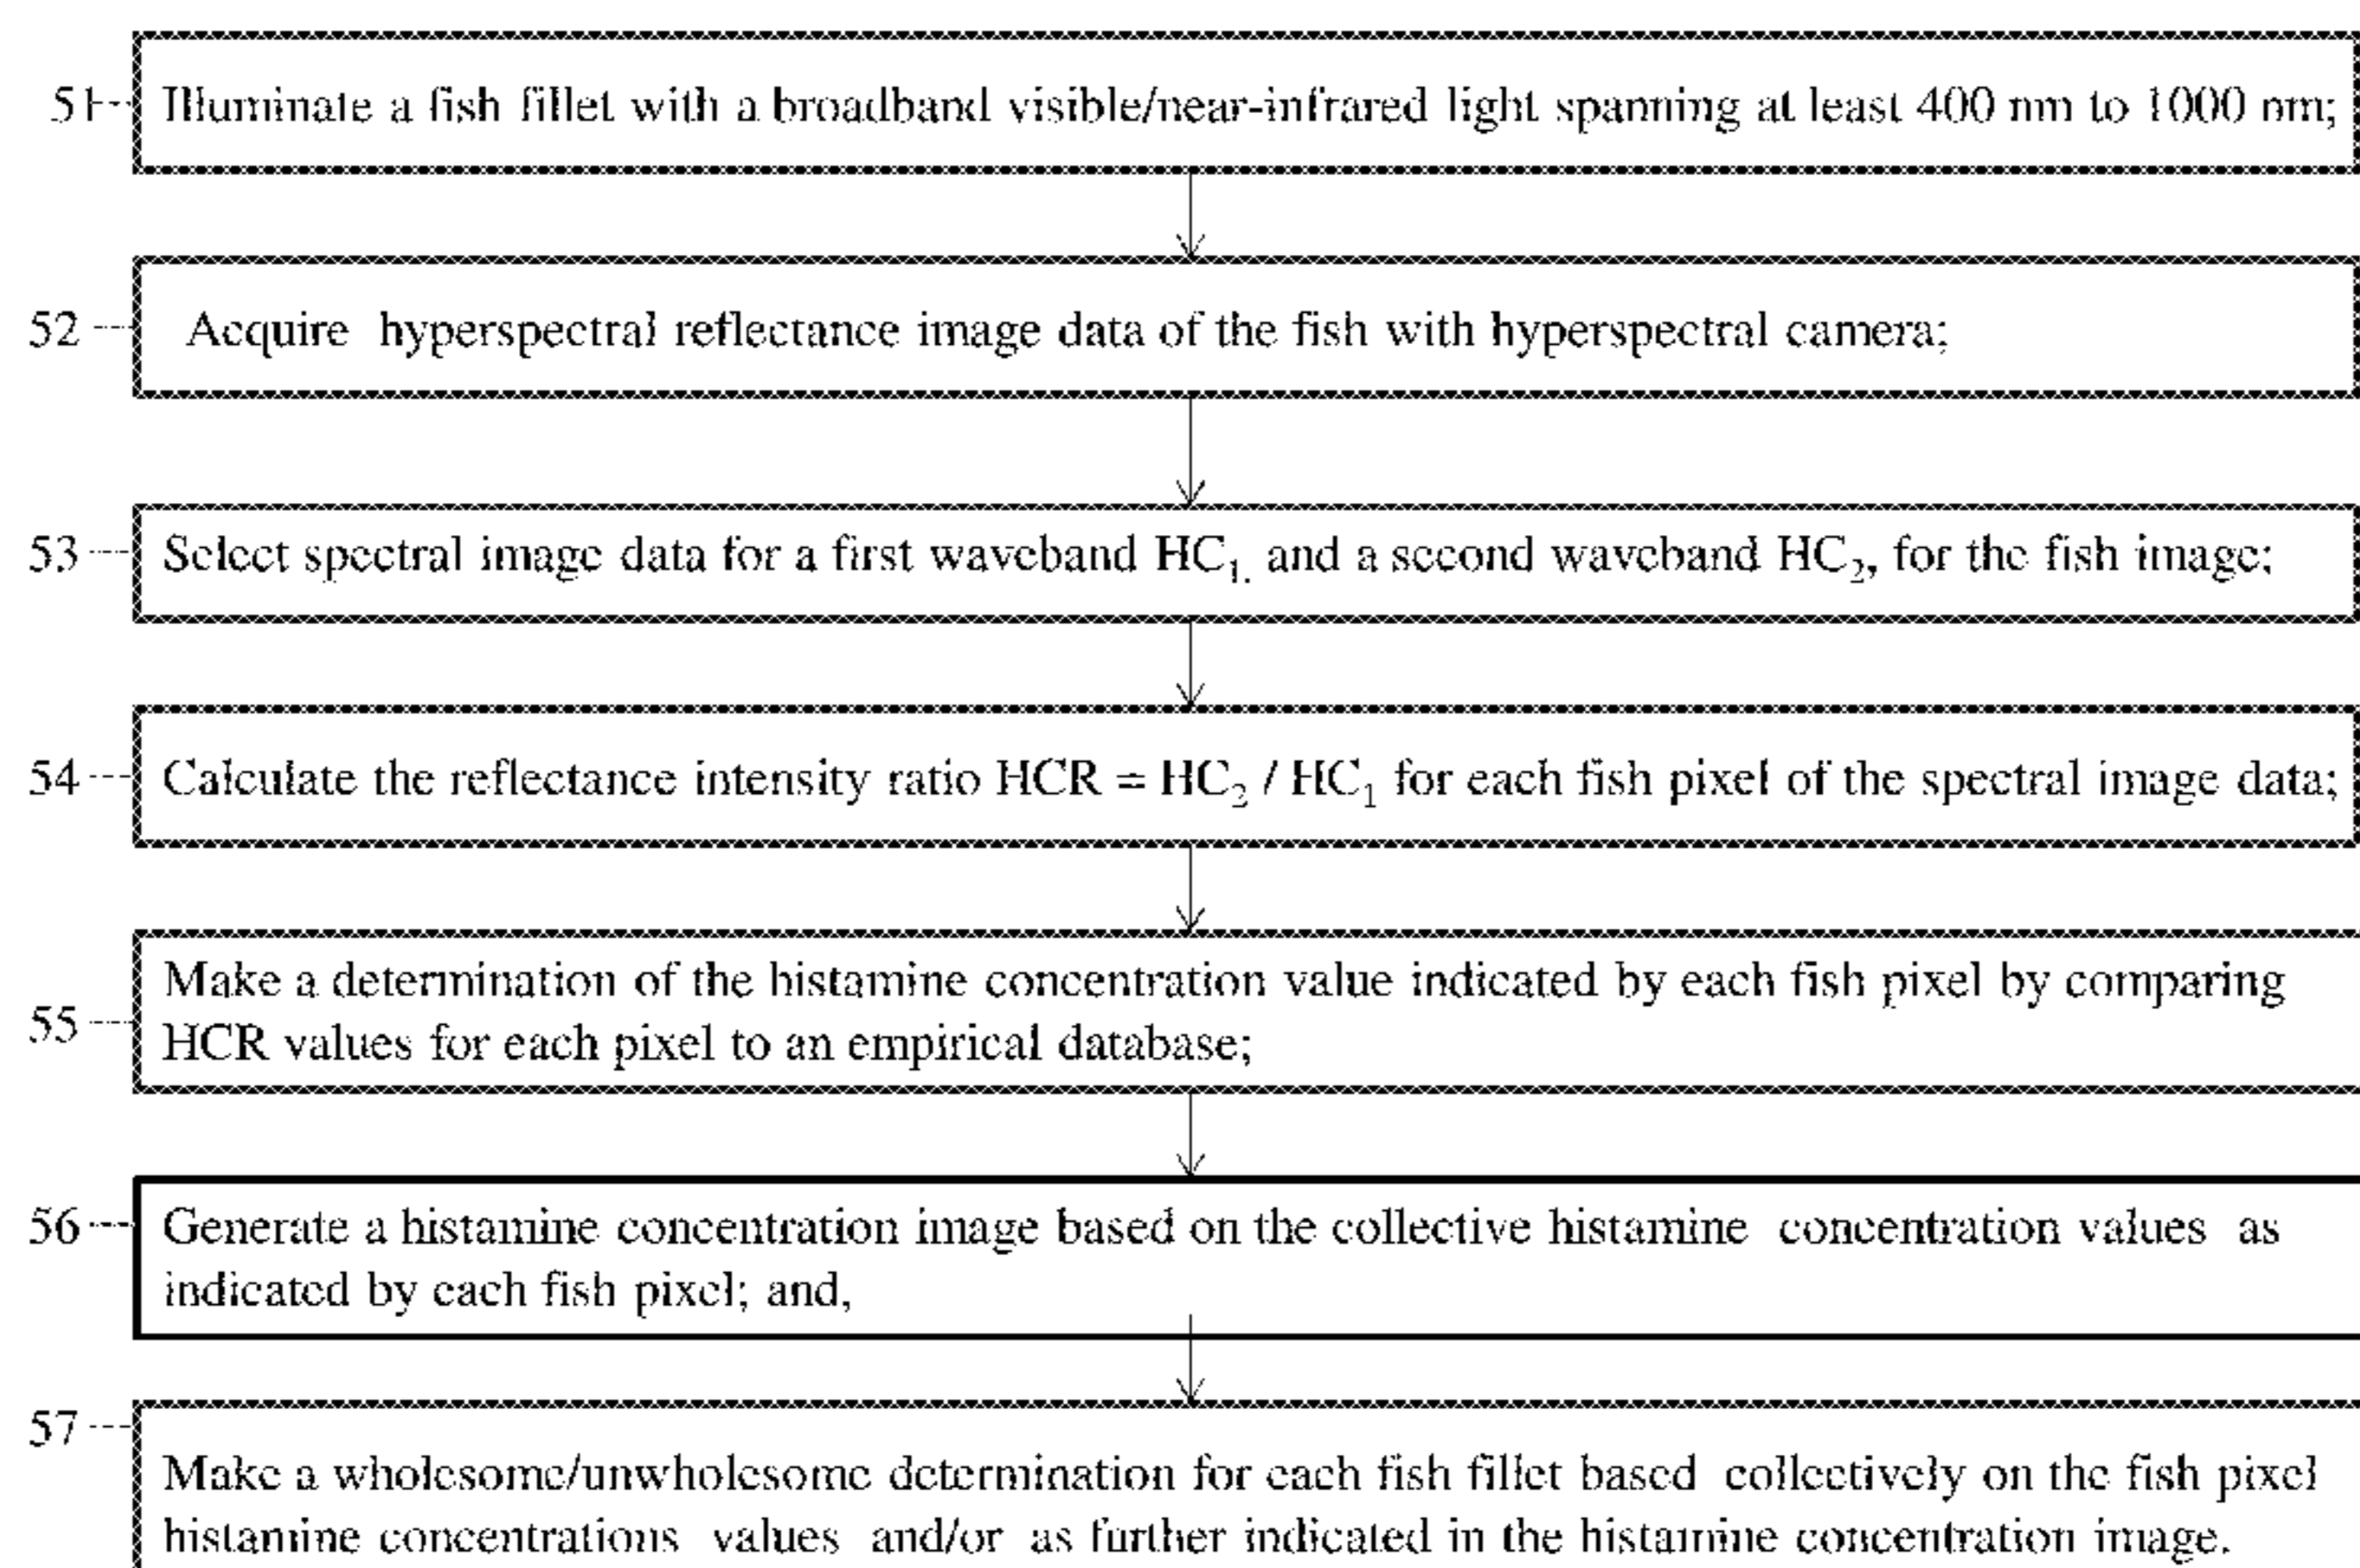 51 Illuminate a fish fillet with a broadband visible/near-infrared light spanning at least 400 nm to 1000 nm;
52 Acquire hyperspectral reflectance image data of the fish with hyperspectral camera;
53 Select spectral image data for a first waveband HC₁. and a second waveband HC₂, for the fish image;
54 Calculate the reflectance intensity ratio HCR = HC₂ / HC₁ for each fish pixel of the spectral image data;
Make a determination of the histamine concentration value indicated by each fish pixel by comparing
55 HCR values for each pixel to an empirical database;
56 Generate a histamine concentration image based on the collective histamine concentration values as
indicated by each fish pixel; and,
57
Make a wholesome/unwholesome determination for each fish fillet based collectively on the fish pixel
histamine concentrations values and/or as further indicated in the histamine concentration image.